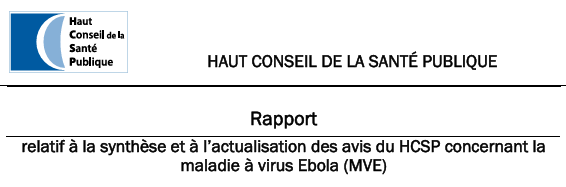 Haut
Conseil de la
Santé
Publique
HAUT CONSEIL DE LA SANTÉ PUBLIQUE
Rapport
relatif à la synthèse et à l'actualisation des avis du HCSP concernant la
maladie à virus Ebola (MVE)